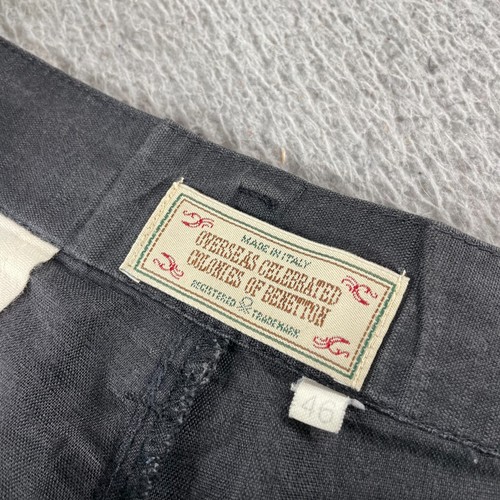 MADE IN ITALY
OVERSEAS CELEBRATED
COLONIES OF BENETTON
REGISTERED TRADEMARK
46